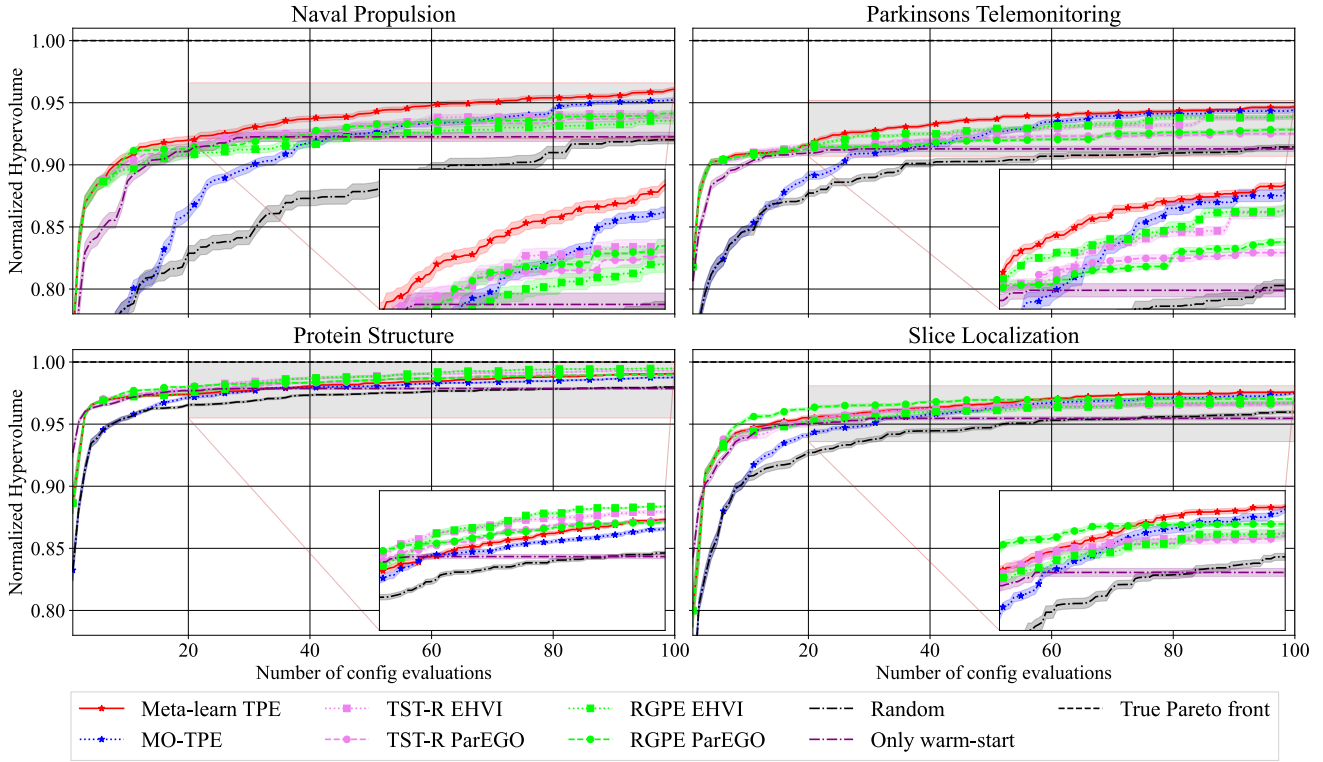 Naval Propulsion
Parkinsons Telemonitoring
Normalized Hypervolume
1.00
0.95
0.90
0.85
0.80
Protein Structure
Slice Localization
Normalized Hypervolume
1.00
0.95
0.90
0.85
0.80
20 40 60 80 100
20 40 60 80 100
Number of config evaluations
Number of config evaluations
Meta-learn TPE TST-R EHVI RGPE EHVI Random True Pareto front
MO-TPE TST-R ParEGO RGPE ParEGO Only warm-start